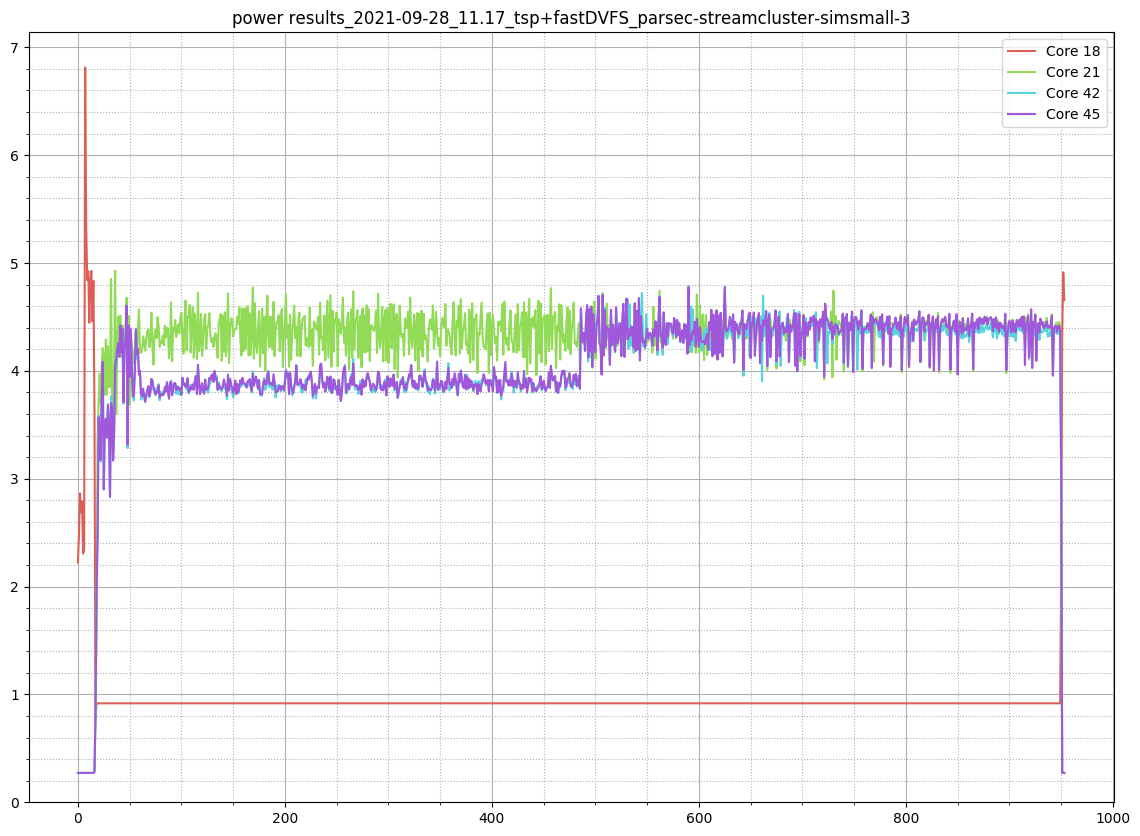 power results_2021-09-28_11.17_tsp+fastDVFS_parsec-streamcluster-simsmall-3
7
6
5
4
3
2
1
0
Core 18
Core 21
Core 42
Core 45
0 200 400 600 800 1000